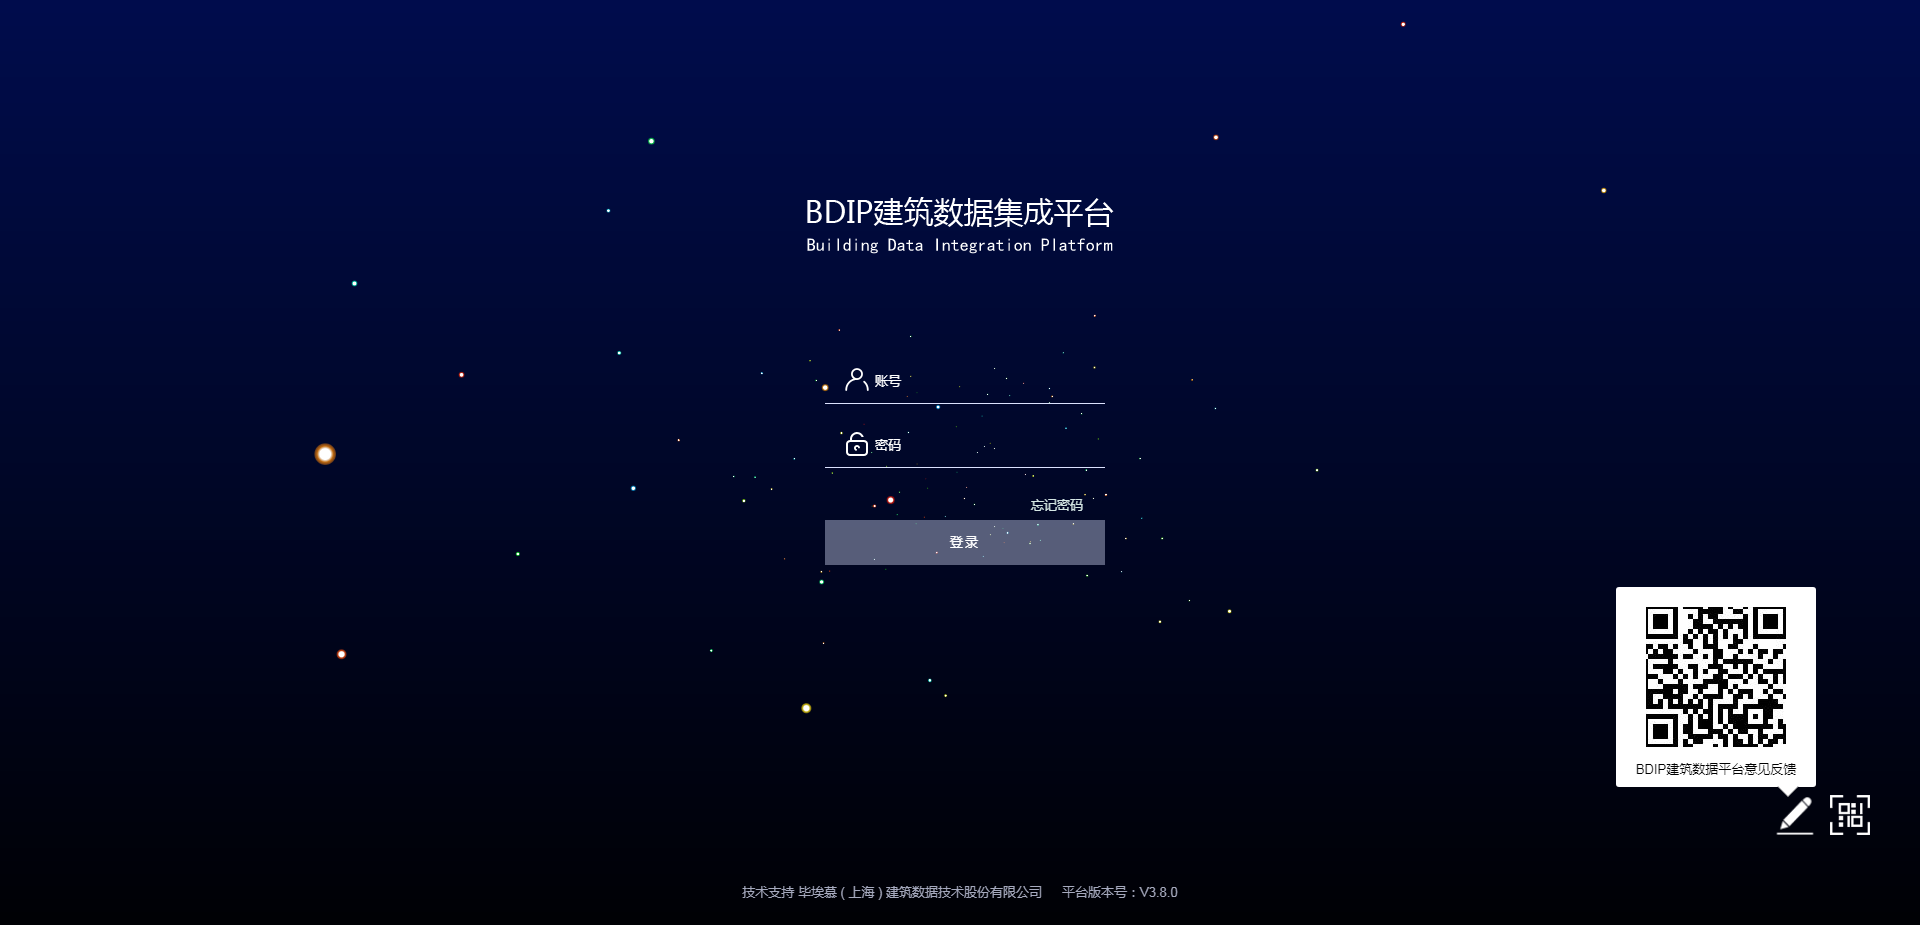 BDIP建筑数据集成平台
Building Data Integration Platform
账号
密码
忘记密码
登录
BDIP建筑数据平台意见反馈
技术支持 毕埃慕 ( 上海 ) 建筑数据技术股份有限公司 平台版本号：V3.8.0